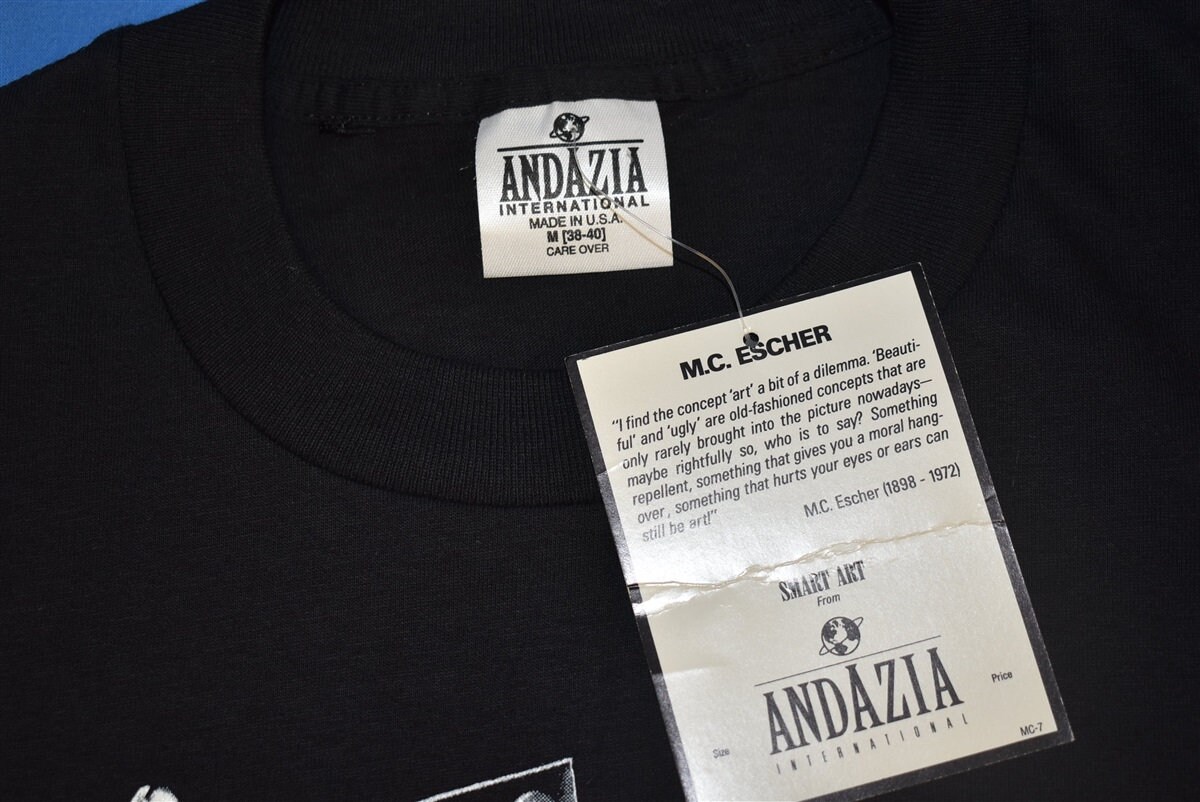 ANDAZIA
INTERNATIONAL
MADE IN U.S.A.
M [38-40]
CARE OVER
M.C. ESCHER
"I find the concept 'art' a bit of a dilemma. 'Beauti-
ful' and 'ugly' are old-fashioned concepts that are
only rarely brought into the picture nowadays—
maybe rightfully so, who is to say? Something
repellent, something that gives you a moral hang-
over, something that hurts your eyes or ears can
still be art!"
M.C. Escher (1898 - 1972)
SMART ART
From
ANDAZIA
INTERNATIONAL
Size
Price
MC-7